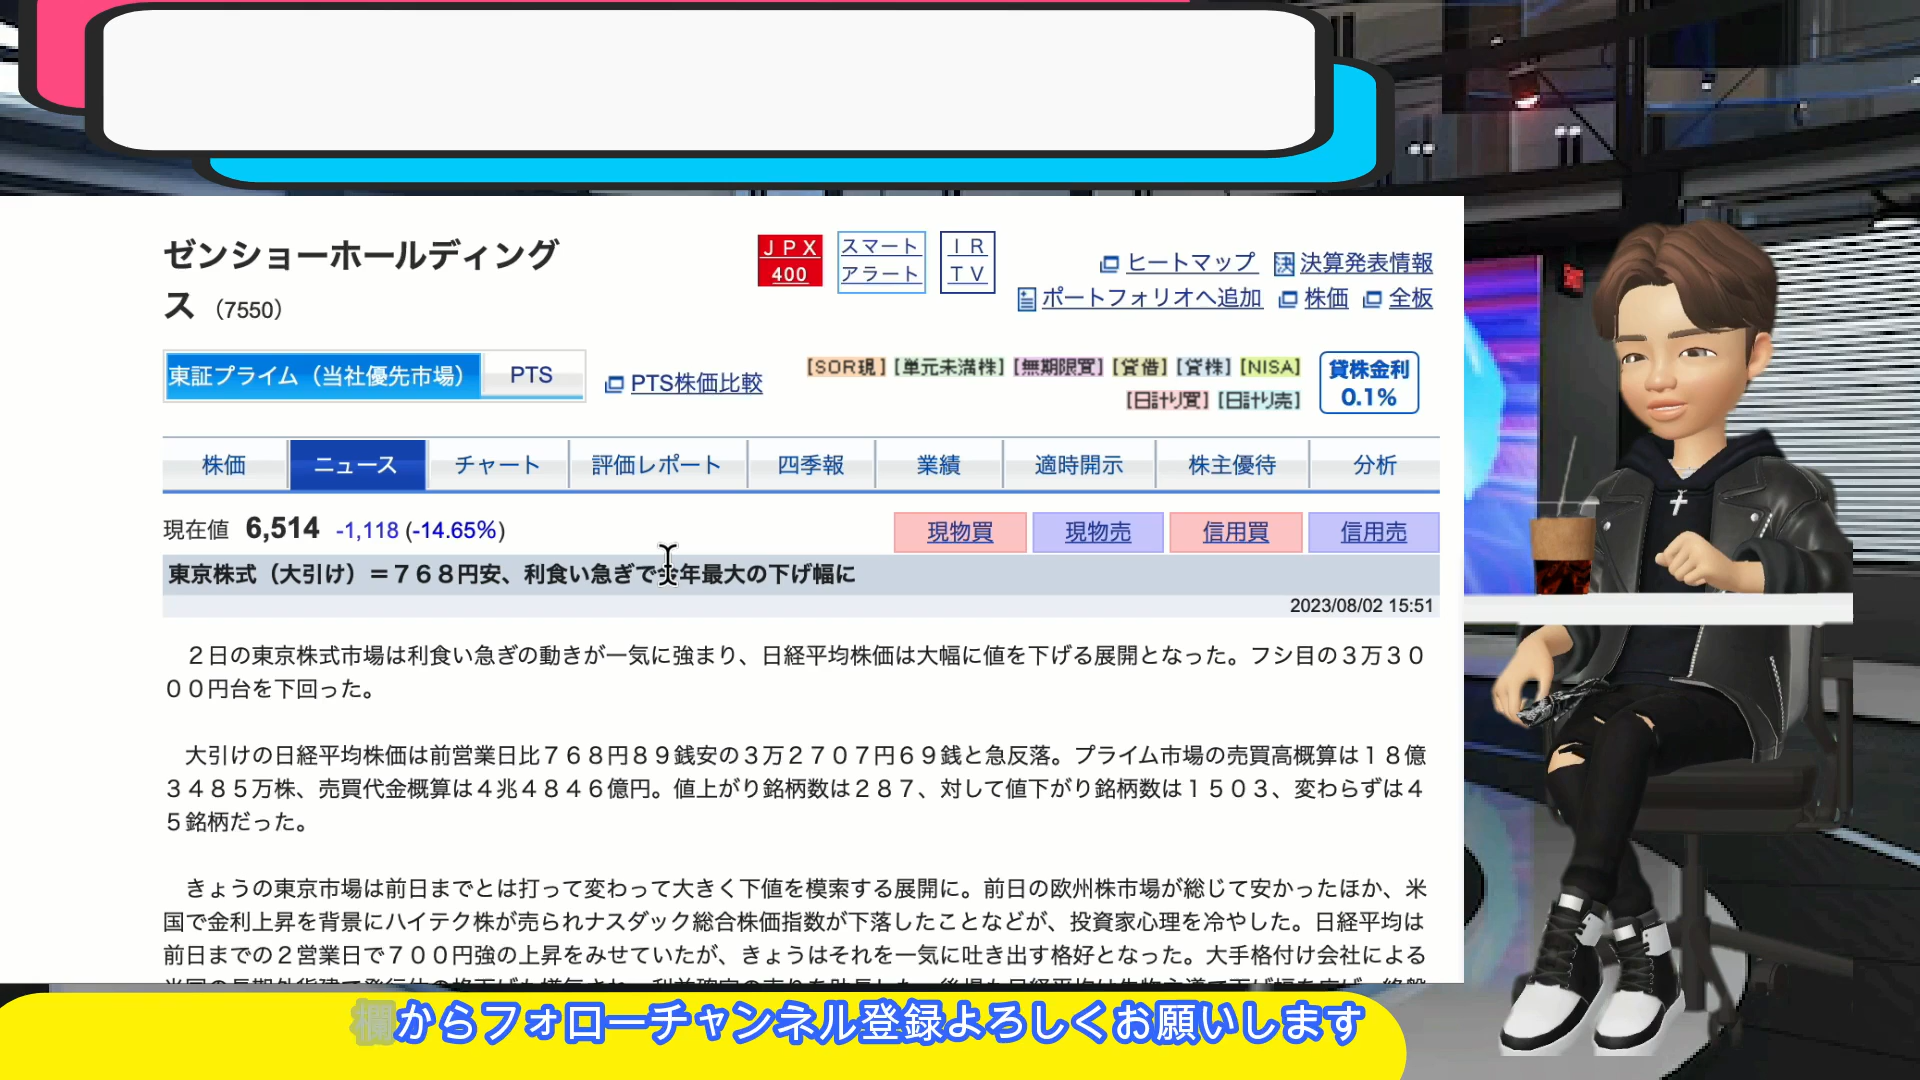 ゼンショーホールディング
ス（7550）
JPX
400
スマート
アラート
IR
TV
ヒートマップ 決 決算発表情報
ポートフォリオへ追加 株価 全板
東証プライム（当社優先市場） PTS PTS株価比較
[SOR現] [単元未満株] [無期限買] [貸借] [貸株] [NISA]
[日計り買] [日計り売]
貸株金利
0.1%
株価 ニュース チャート 評価レポート 四季報 業績 適時開示 株主優待 分析
現在値 6,514 -1,118 (-14.65%) 現物買 現物売 信用買 信用売
東京株式（大引け）＝７６８円安、利食い急ぎで今年最大の下げ幅に
2023/08/02 15:51
２日の東京株式市場は利食い急ぎの動きが一気に強まり、日経平均株価は大幅に値を下げる展開となった。フシ目の３万３０
００円台を下回った。
大引けの日経平均株価は前営業日比７６８円８９銭安の３万２７０７円６９銭と急反落。プライム市場の売買高概算は１８億
３４８５万株、売買代金概算は４兆４８４６億円。値上がり銘柄数は２８７、対して値下がり銘柄数は１５０３、変わらずは４
５銘柄だった。
きょうの東京市場は前日までとは打って変わって大きく下値を模索する展開に。前日の欧州株市場が総じて安かったほか、米
国で金利上昇を背景にハイテク株が売られナスダック総合株価指数が下落したことなどが、投資家心理を冷やした。日経平均は
前日までの２営業日で７００円強の上昇をみせていたが、きょうはそれを一気に吐き出す格好となった。大手格付け会社による
欄からフォローチャンネル登録よろしくお願いします